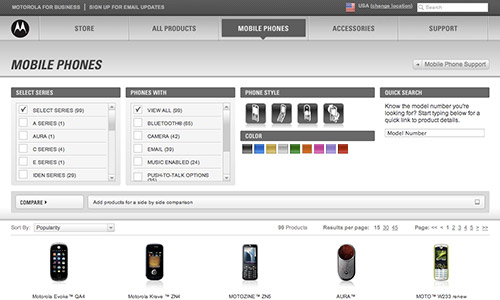 MOTOROLA FOR BUSINESS | SIGN UP FOR EMAIL UPDATES
USA (change location)
Search
STORE
ALL PRODUCTS
MOBILE PHONES
ACCESSORIES
SUPPORT
MOBILE PHONES
+ Mobile Phone Support
SELECT SERIES
SELECT SERIES (99)
A SERIES (1)
AURA (1)
C SERIES (4)
E SERIES (1)
IDEN SERIES (29)
PHONES WITH
VIEW ALL (99)
BLUETOOTH® (65)
CAMERA (42)
EMAIL (39)
MUSIC ENABLED (24)
PUSH-TO-TALK OPTIONS
(35)
PHONE STYLE
COLOR
QUICK SEARCH
Know the model number you're
looking for? Start typing below for a
quick link to product details.
Model Number
COMPARE
Add products for a side by side comparison
Sort By: Popularity
99 Products
Results per page: 15 30 45
Page: << < 1 2 3 4 5 > >>
Motorola Evoke™ QA4
Motorola Krave™ ZN4
MOTOZINE™ ZN5
AURA™
MOTO™ W233 renew